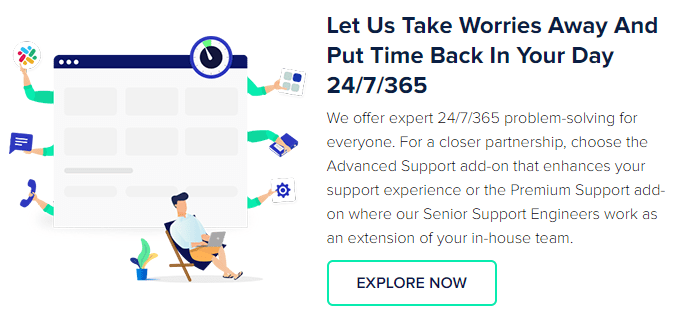 Let Us Take Worries Away And
Put Time Back In Your Day
24/7/365
We offer expert 24/7/365 problem-solving for
everyone. For a closer partnership, choose the
Advanced Support add-on that enhances your
support experience or the Premium Support add-
on where our Senior Support Engineers work as
an extension of your in-house team.
EXPLORE NOW